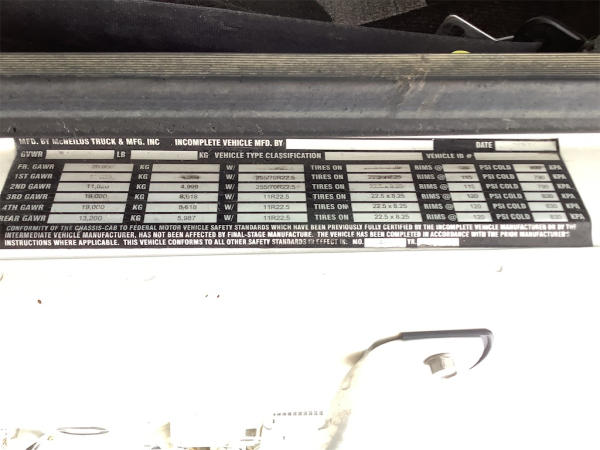 MFD. BY McNEILUS TRUCK & MFG. INC INCOMPLETE VEHICLE MFD. BY DATE
GVWR LB KG VEHICLE TYPE CLASSIFICATION VEHICLE ID #
FR. GAWR KG W/ TIRES ON RIMS @ PSI COLD KPA.
1ST GAWR KG W/ 255/70R22.5 TIRES ON RIMS @ 115 PSI COLD 790 KPA.
2ND GAWR 11,020 KG 4,999 W/ 255/70R22.5 TIRES ON RIMS @ 115 PSI COLD 790 KPA.
3RD GAWR 19,000 KG 8,618 W/ 11R22.5 TIRES ON 22.5 x 8.25 RIMS @ 120 PSI COLD 830 KPA.
4TH GAWR 19,000 KG 8,618 W/ 11R22.5 TIRES ON 22.5 x 8.25 RIMS @ 120 PSI COLD 830 KPA.
REAR GAWR 13,200 KG 5,987 W/ 11R22.5 TIRES ON 22.5 x 8.25 RIMS @ 120 PSI COLD 830 KPA.
CONFORMITY OF THE CHASSIS-CAB TO FEDERAL MOTOR VEHICLE SAFETY STANDARDS, WHICH HAVE BEEN PREVIOUSLY FULLY CERTIFIED BY THE INCOMPLETE VEHICLE MANUFACTURER OR BY THE
INTERMEDIATE VEHICLE MANUFACTURER, HAS NOT BEEN AFFECTED BY FINAL-STAGE MANUFACTURE. THE VEHICLE HAS BEEN COMPLETED IN ACCORDANCE WITH THE PRIOR MANUFACTURERS'
INSTRUCTIONS WHERE APPLICABLE. THIS VEHICLE CONFORMS TO ALL OTHER SAFETY STANDARDS IN EFFECT IN: MO. YR.